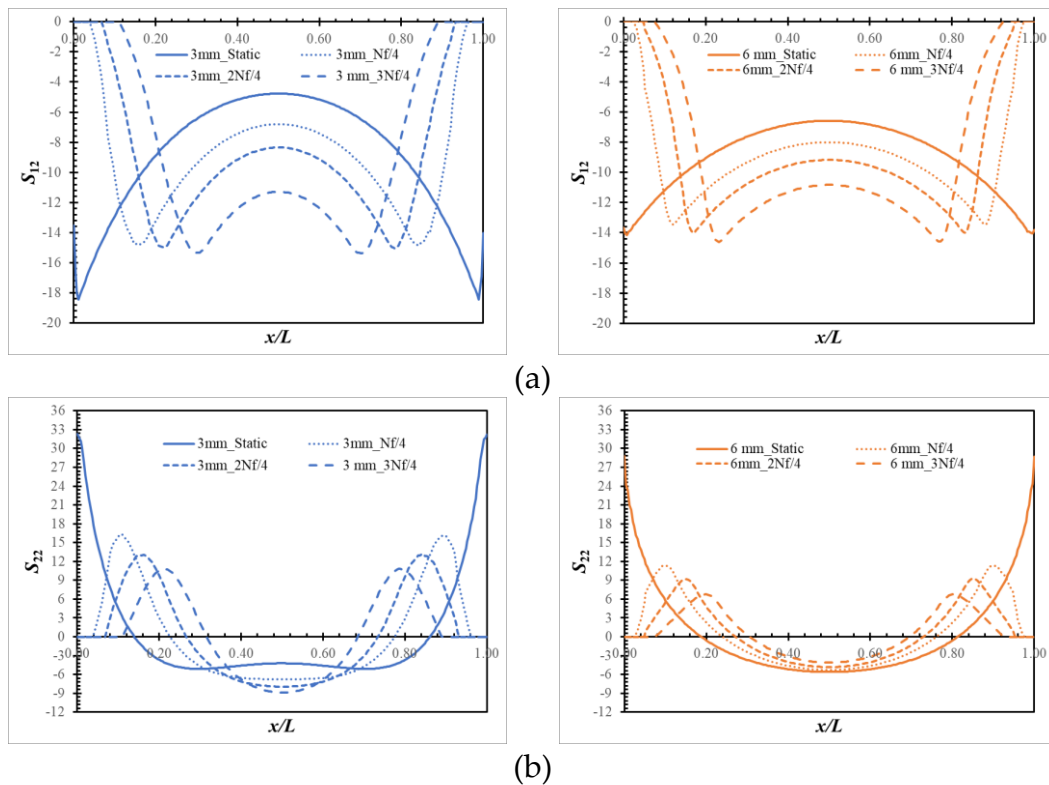 0
0.00 0.20 0.40 0.60 0.80 1.00
-2
-4
-6
-8
-10
-12
-14
-16
-18
-20
S12
3mm_Static 3mm_Nf/4
3mm_2Nf/4 3 mm_3Nf/4
x/L
0
0.00 0.20 0.40 0.60 0.80 1.00
-2
-4
-6
-8
-10
-12
-14
-16
-18
-20
S12
6 mm_Static 6mm_Nf/4
6mm_2Nf/4 6 mm_3Nf/4
x/L
(a)
36
33
30
27
24
21
18
15
12
9
6
3
0
-3
-6
-9
-12
S22
3mm_Static 3mm_Nf/4
3mm_2Nf/4 3 mm_3Nf/4
0.00 0.20 0.40 0.60 0.80 1.00
x/L
36
33
30
27
24
21
18
15
12
9
6
3
0
-3
-6
-9
-12
S22
6 mm_Static 6mm_Nf/4
6mm_2Nf/4 6 mm_3Nf/4
0.00 0.20 0.40 0.60 0.80 1.00
x/L
(b)